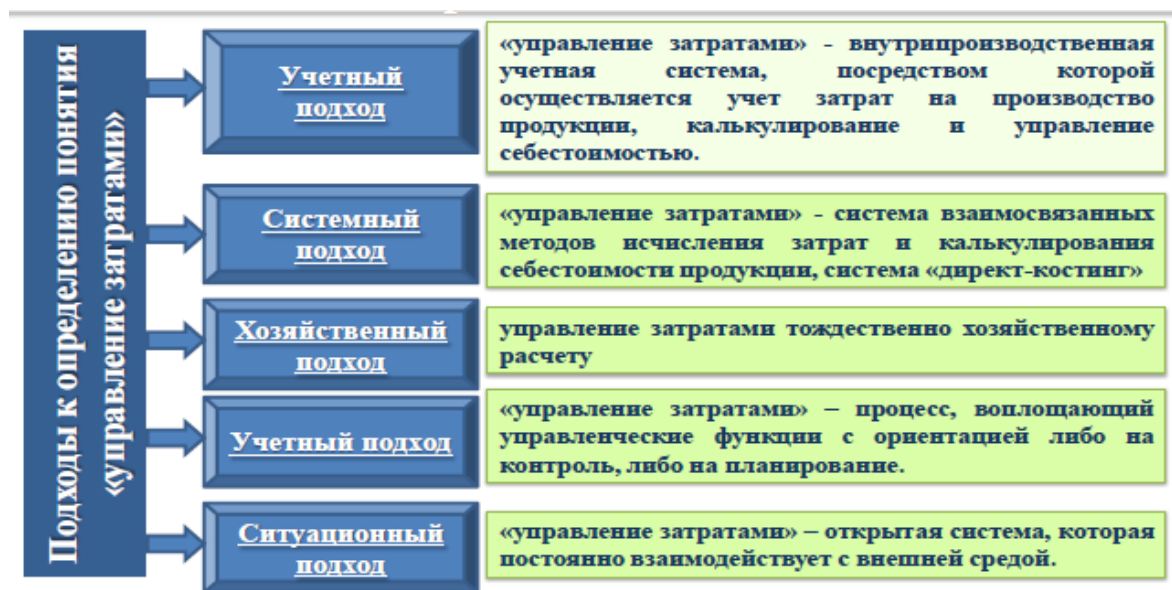 Подходы к определению понятия
«управление затратами»
Учетный
подход
«управление затратами» - внутрипроизводственная
учетная система, посредством которой
осуществляется учет затрат на производство
продукции, калькулирование и управление
себестоимостью.
Системный
подход
«управление затратами» - система взаимосвязанных
методов исчисления затрат и калькулирования
себестоимости продукции, система «директ-костинг»
Хозяйственный
подход
управление затратами тождественно хозяйственному
расчету
Учетный подход
«управление затратами» – процесс, воплощающий
управленческие функции с ориентацией либо на
контроль, либо на планирование.
Ситуационный
подход
«управление затратами» – открытая система, которая
постоянно взаимодействует с внешней средой.